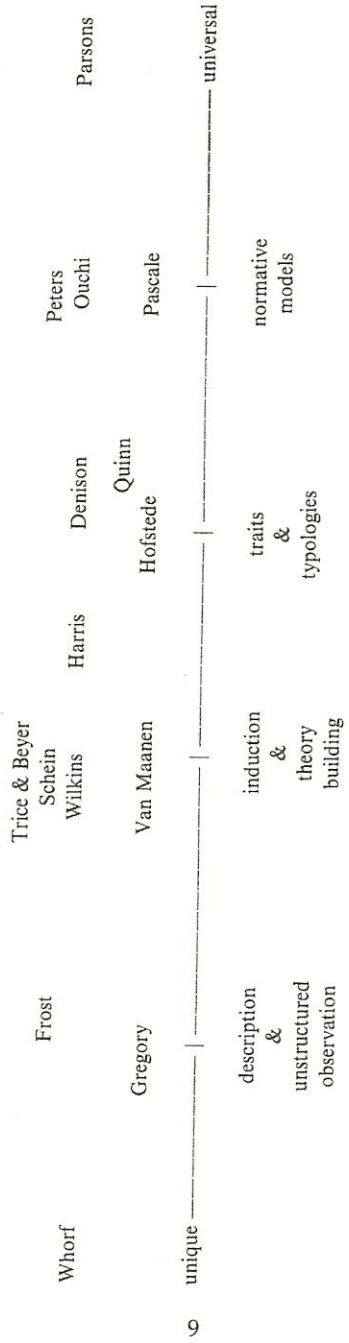 Trice & Beyer
Schein
Wilkins
Peters
Ouchi
Whorf
Frost
Harris
Denison
Parsons
Quinn
Gregory
Van Maanen
Hofstede
Pascale
unique
universal
description
&
unstructured
observation
induction
&
theory
building
traits
&
typologies
normative
models
9